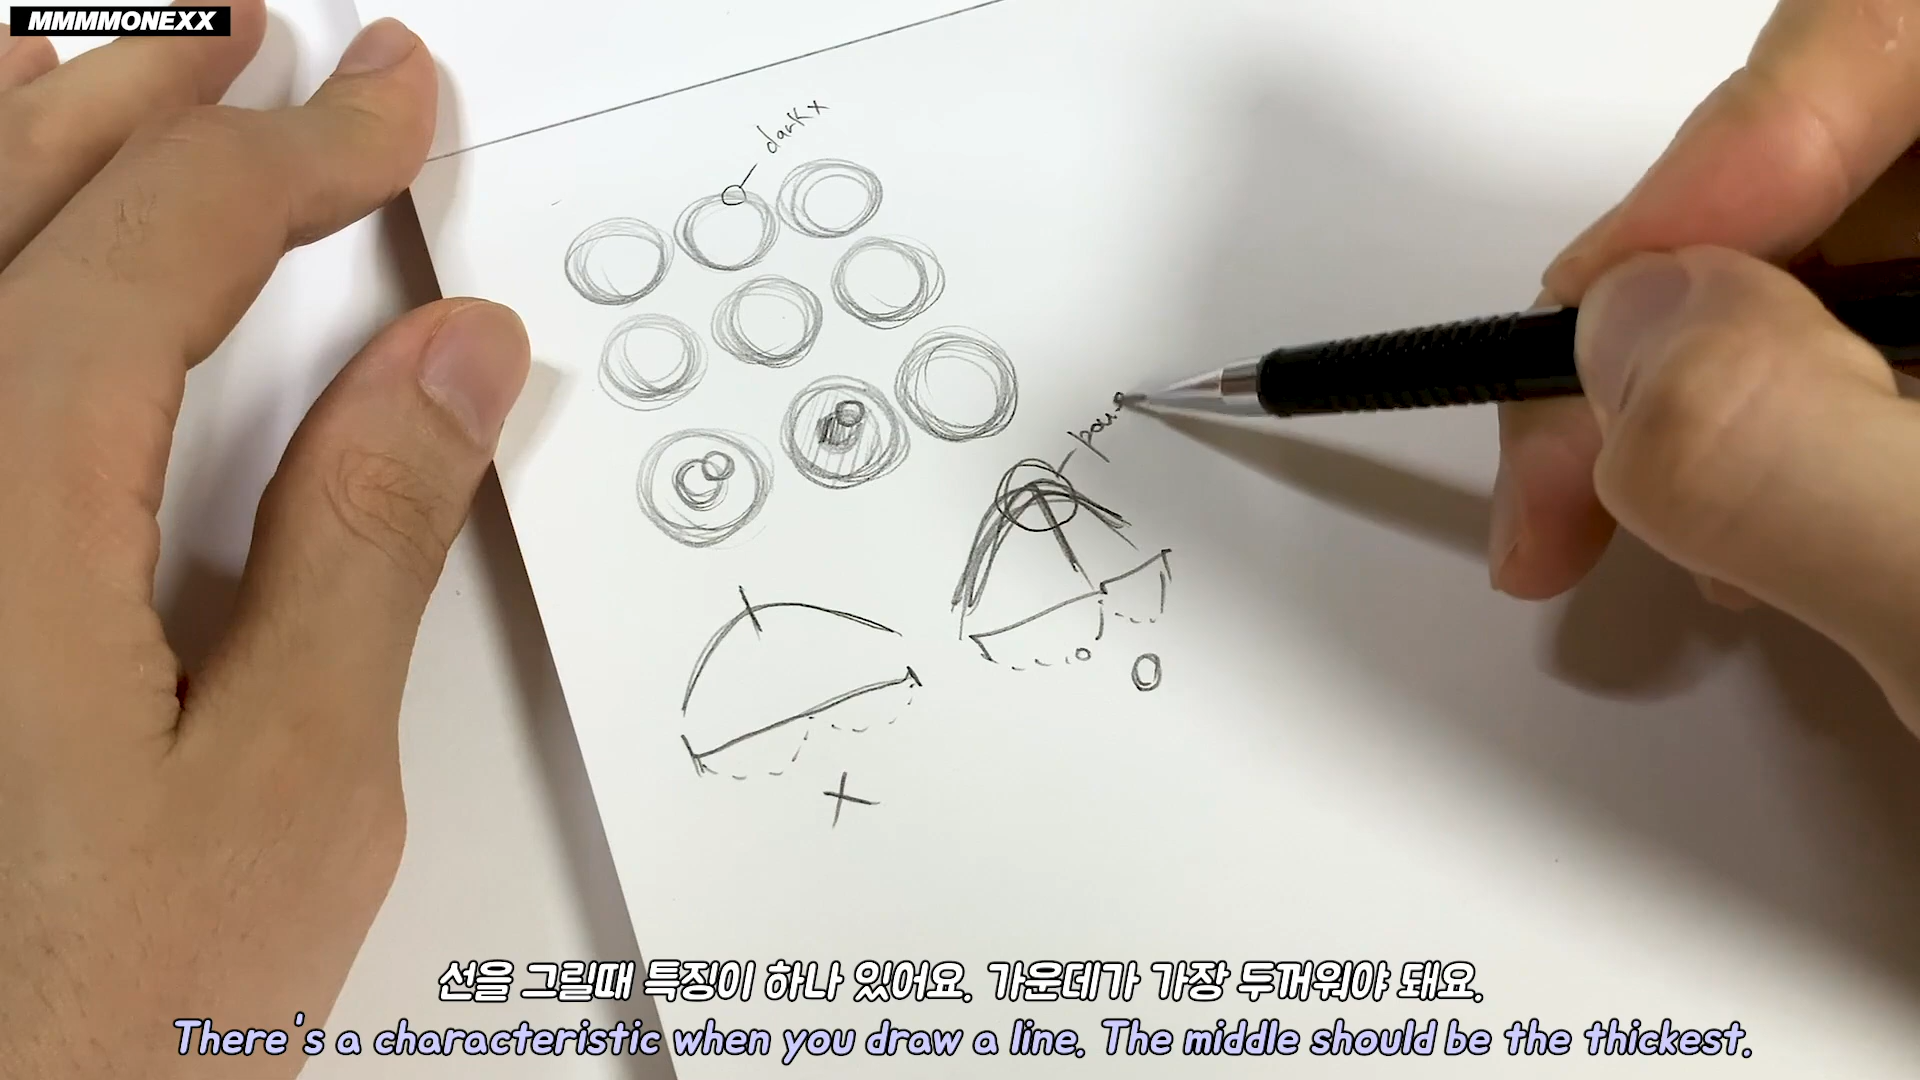 MMMMONEXX
dark x
pow
x
o
O
선을 그릴때 특징이 하나 있어요. 가운데가 가장 두꺼워야 돼요.
There's a characteristic when you draw a line. The middle should be the thickest.